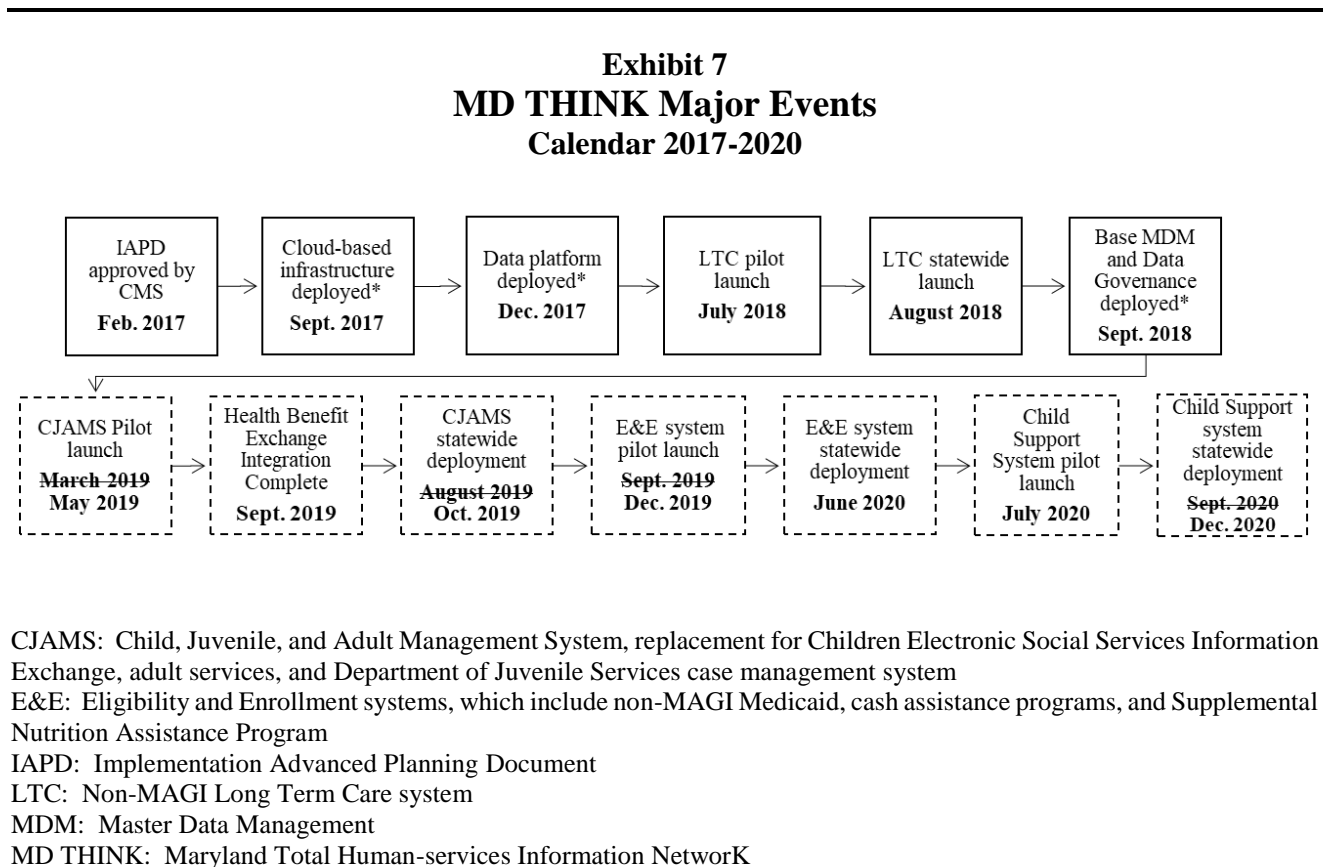 Exhibit 7
MD THINK Major Events
Calendar 2017-2020
IAPD
approved by
CMS
Feb. 2017
Cloud-based
infrastructure
deployed*
Sept. 2017
Data platform
deployed*
Dec. 2017
LTC pilot
launch
July 2018
LTC statewide
launch
August 2018
Base MDM
and Data
Governance
deployed*
Sept. 2018
CJAMS Pilot
launch
March 2019
May 2019
Health Benefit
Exchange
Integration
Complete
Sept. 2019
CJAMS
statewide
deployment
August 2019
Oct. 2019
E&E system
pilot launch
Sept. 2019
Dec. 2019
E&E system
statewide
deployment
June 2020
Child
Support
System pilot
launch
July 2020
Child Support
system
statewide
deployment
Sept. 2020
Dec. 2020
CJAMS: Child, Juvenile, and Adult Management System, replacement for Children Electronic Social Services Information
Exchange, adult services, and Department of Juvenile Services case management system
E&E: Eligibility and Enrollment systems, which include non-MAGI Medicaid, cash assistance programs, and Supplemental
Nutrition Assistance Program
IAPD: Implementation Advanced Planning Document
LTC: Non-MAGI Long Term Care system
MDM: Master Data Management
MD THINK: Maryland Total Human-services Information NetworK